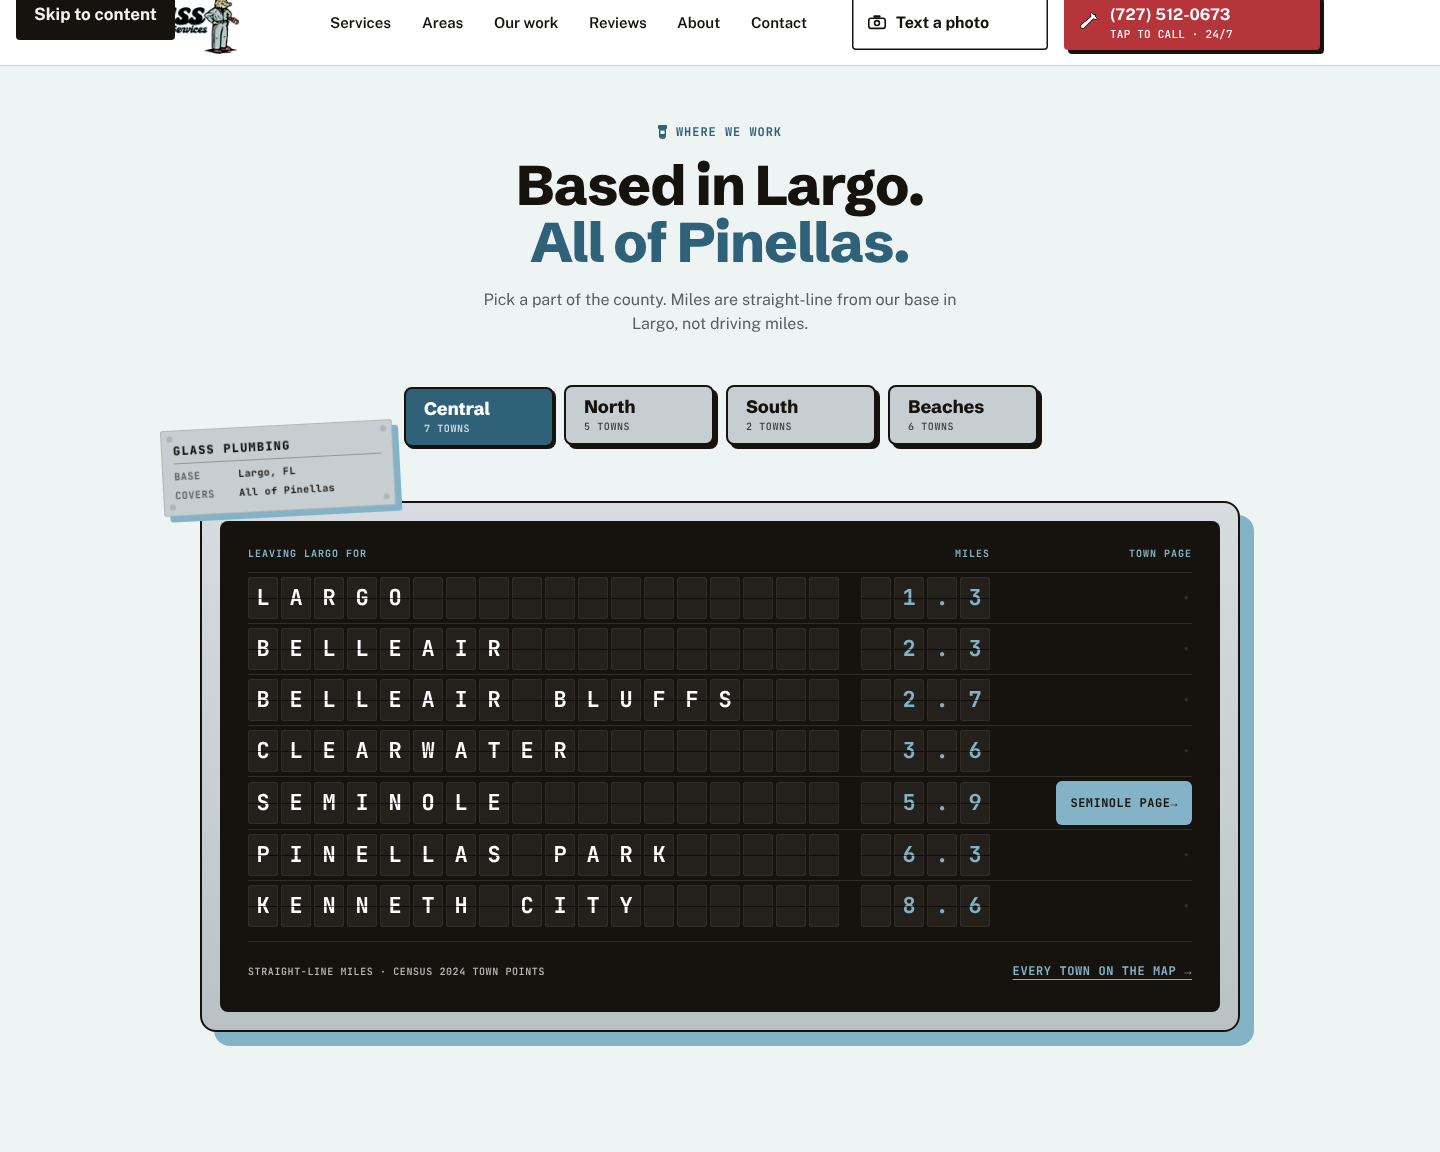 Skip to content
SS
ervices
Services
Areas
Our work
Reviews
About
Contact
Text a photo
(727) 512-0673
TAP TO CALL · 24/7
WHERE WE WORK
Based in Largo.
All of Pinellas.
Pick a part of the county. Miles are straight-line from our base in
Largo, not driving miles.
Central
7 TOWNS
North
5 TOWNS
South
2 TOWNS
Beaches
6 TOWNS
GLASS PLUMBING
BASE Largo, FL
COVERS All of Pinellas
LEAVING LARGO FOR MILES TOWN PAGE
LARGO 1.3
BELLEAIR 2.3
BELLEAIR BLUFFS 2.7
CLEARWATER 3.6
SEMINOLE 5.9 SEMINOLE PAGE→
PINELLAS PARK 6.3
KENNETH CITY 8.6
STRAIGHT-LINE MILES · CENSUS 2024 TOWN POINTS
EVERY TOWN ON THE MAP →